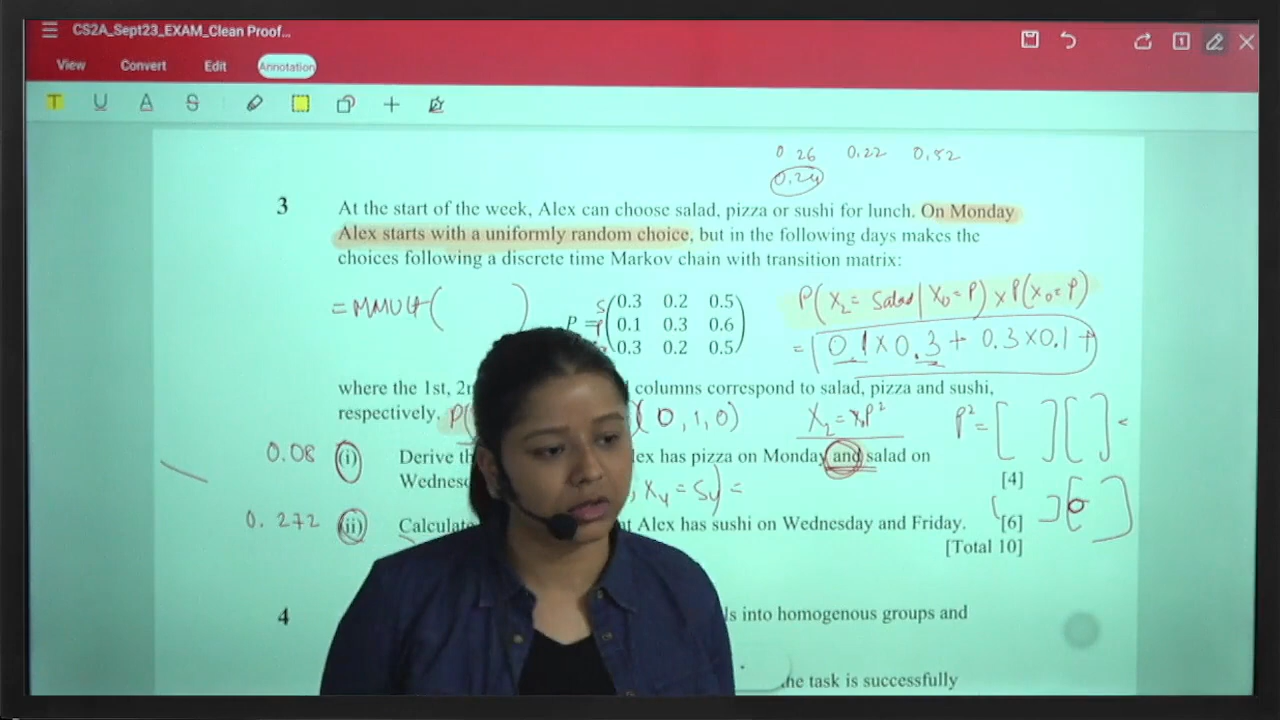 CS2A_Sept23_EXAM_Clean Proof...
View Convert Edit Annotation
0.26 0.22 0.52
0.24
3 At the start of the week, Alex can choose salad, pizza or sushi for lunch. On Monday
Alex starts with a uniformly random choice, but in the following days makes the
choices following a discrete time Markov chain with transition matrix:
P(X₂ = Salad | X₀ = P) × P(X₀ = P)
= MMULT( )
S 0.3 0.2 0.5
P = P 0.1 0.3 0.6
0.3 0.2 0.5
= 0.1 × 0.3 + 0.3 × 0.1 +
where the 1st, columns correspond to salad, pizza and sushi,
respectively. P( (0, 1, 0) X₂ = X₀P² P² = [ ] [ ] =
0.08 (i) Derive has pizza on Monday and salad on
[4]
, X₄ = S₄) =
0.272 (ii) Calculate Alex has sushi on Wednesday and Friday. [6]
[Total 10]
4 into homogenous groups and
the task is successfully